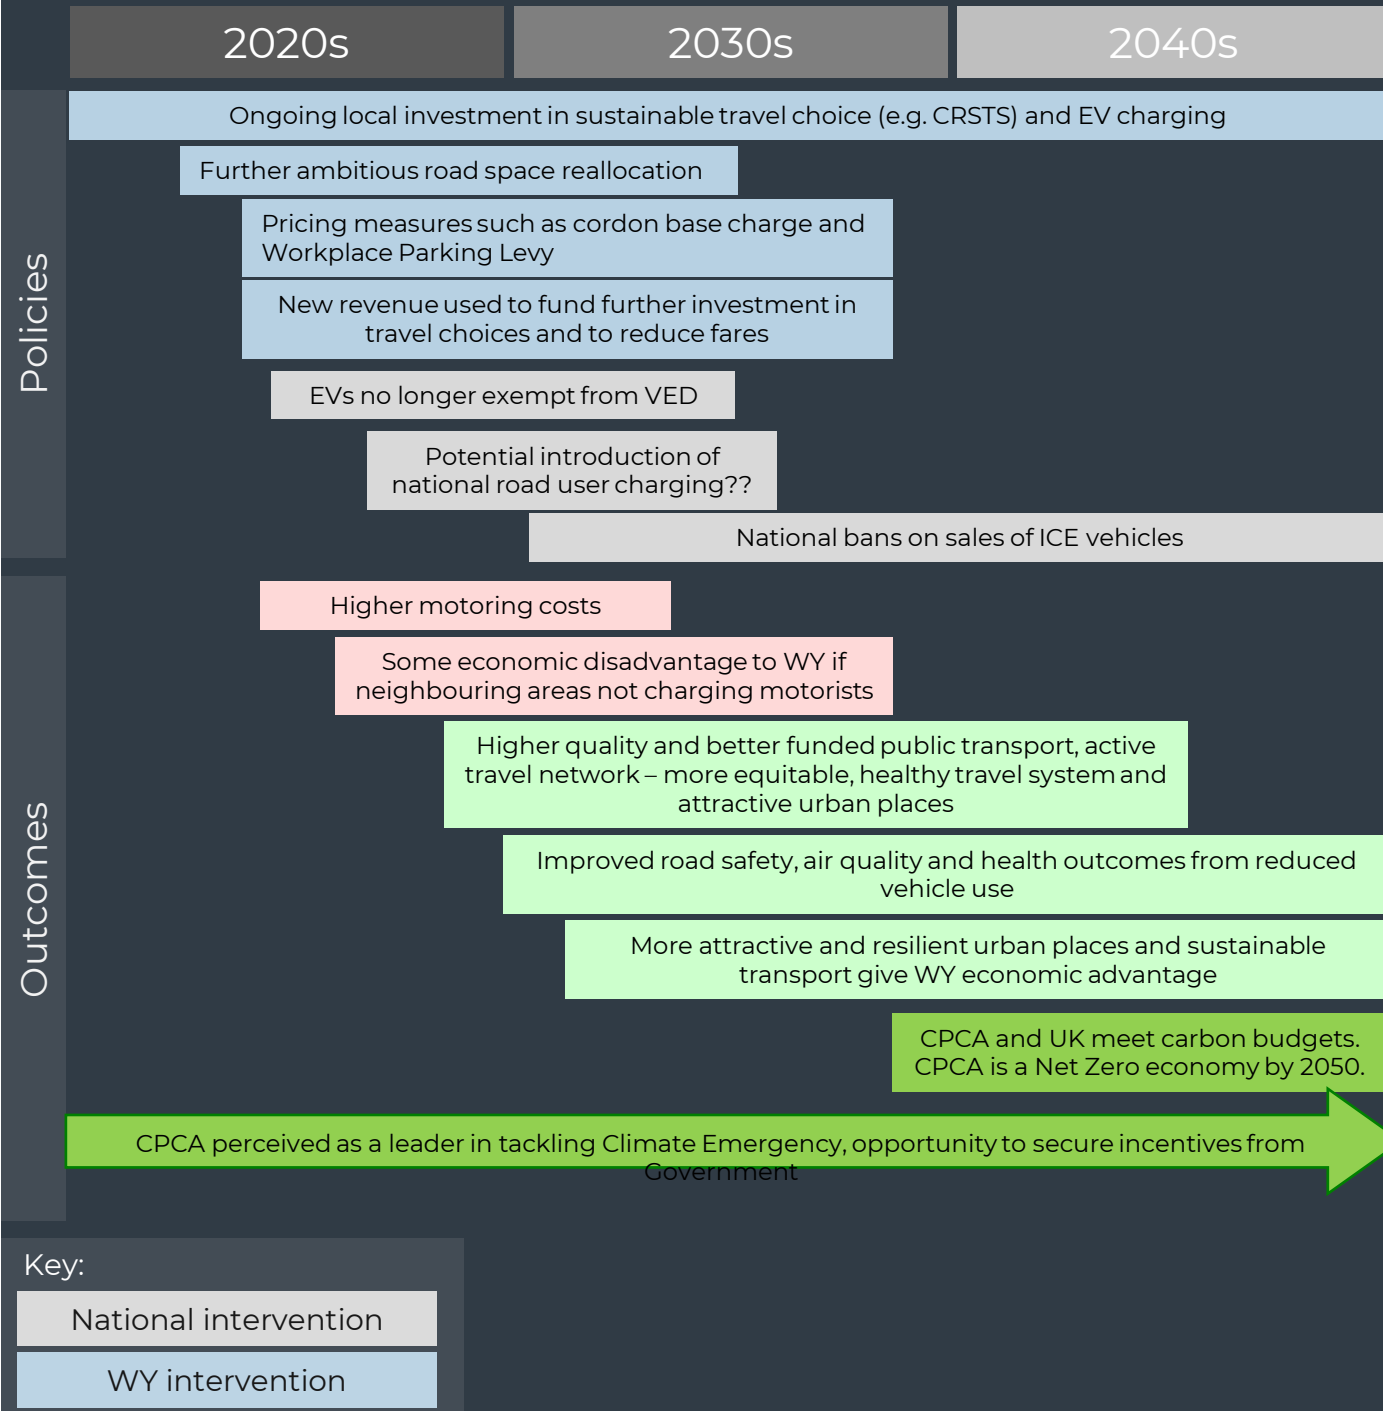 2020s
2030s
2040s
Policies
Ongoing local investment in sustainable travel choice (e.g. CRSTS) and EV charging
Further ambitious road space reallocation
Pricing measures such as cordon base charge and
Workplace Parking Levy
New revenue used to fund further investment in
travel choices and to reduce fares
EVs no longer exempt from VED
Potential introduction of
national road user charging??
National bans on sales of ICE vehicles
Outcomes
Higher motoring costs
Some economic disadvantage to WY if
neighbouring areas not charging motorists
Higher quality and better funded public transport, active
travel network – more equitable, healthy travel system and
attractive urban places
Improved road safety, air quality and health outcomes from reduced
vehicle use
More attractive and resilient urban places and sustainable
transport give WY economic advantage
CPCA and UK meet carbon budgets.
CPCA is a Net Zero economy by 2050.
CPCA perceived as a leader in tackling Climate Emergency, opportunity to secure incentives from
Government
Key:
National intervention
WY intervention